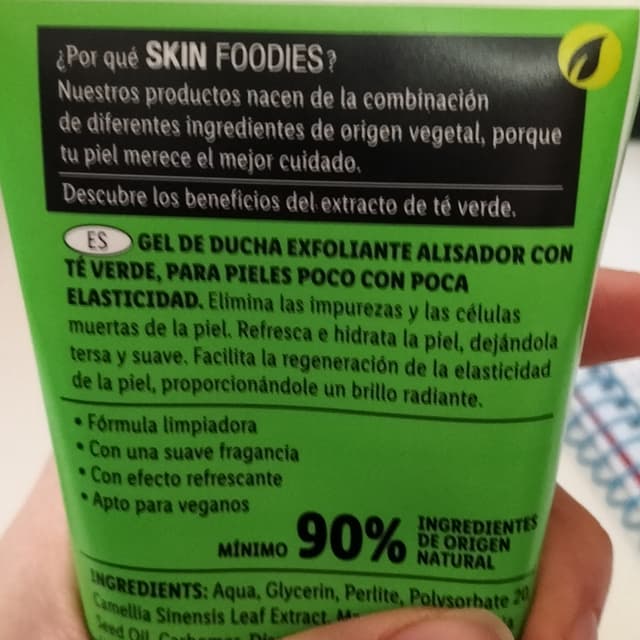 ¿Por qué SKIN FOODIES?
Nuestros productos nacen de la combinación
de diferentes ingredientes de origen vegetal, porque
tu piel merece el mejor cuidado.
Descubre los beneficios del extracto de té verde.
ES GEL DE DUCHA EXFOLIANTE ALISADOR CON
TÉ VERDE, PARA PIELES POCO CON POCA
ELASTICIDAD. Elimina las impurezas y las células
muertas de la piel. Refresca e hidrata la piel, dejándola
tersa y suave. Facilita la regeneración de la elasticidad
de la piel, proporcionándole un brillo radiante.
• Fórmula limpiadora
• Con una suave fragancia
• Con efecto refrescante
• Apto para veganos
MÍNIMO 90% INGREDIENTES
DE ORIGEN
NATURAL
INGREDIENTS: Aqua, Glycerin, Perlite, Polysorbate 20,
Camellia Sinensis Leaf Extract,
Seed Oil,